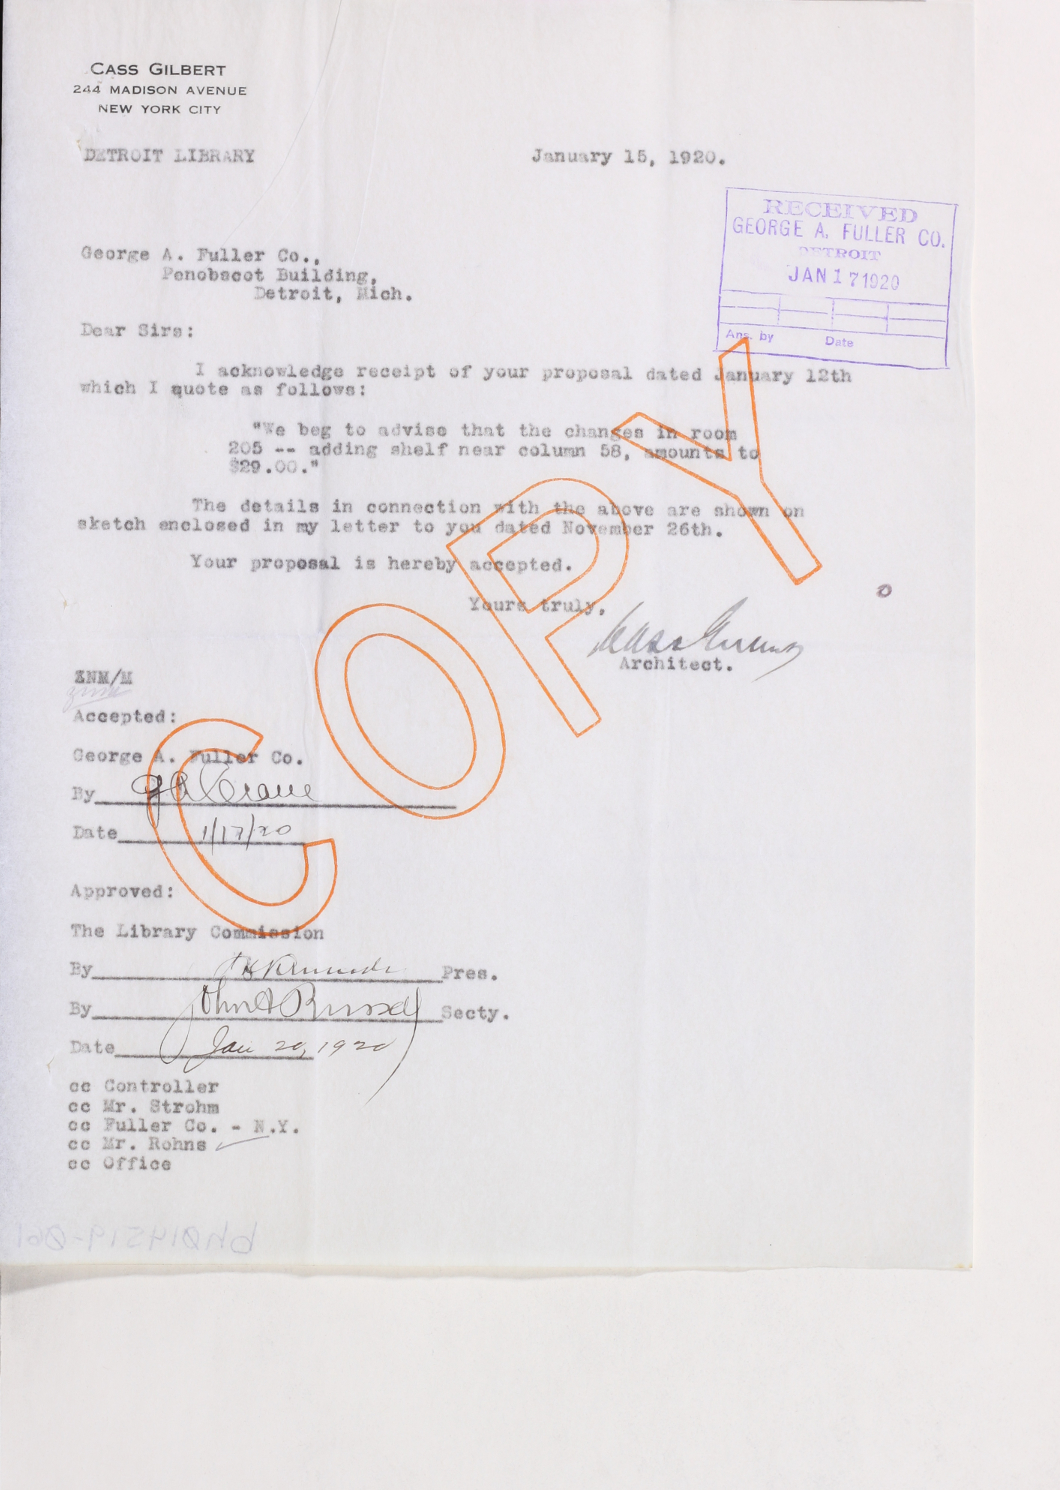 CASS GILBERT
244 MADISON AVENUE
NEW YORK CITY
DETROIT LIBRARY
January 15, 1920.
RECEIVED
GEORGE A. FULLER CO.
DETROIT
JAN 17 1920
Ans. by Date
George A. Fuller Co.,
Penobscot Building,
Detroit, Mich.
Dear Sirs:
I acknowledge receipt of your proposal dated January 12th
which I quote as follows:
"We beg to advise that the changes in room
205 -- adding shelf near column 58, amounts to
$29.00."
The details in connection with the above are shown on
sketch enclosed in my letter to you dated November 26th.
Your proposal is hereby accepted.
Yours truly,
Cass Gilbert
Architect.
COPY
ZNM/M
Accepted:
George A. Fuller Co.
By
Date 1/17/20
Approved:
The Library Commission
By Pres.
By John A Russell Secty.
Date Jan 20, 1920
cc Controller
cc Mr. Strohm
cc Fuller Co. - N.Y.
cc Mr. Rohns
cc Office